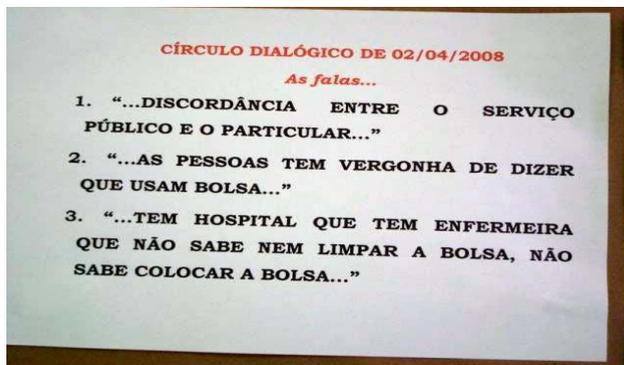 CÍRCULO DIALÓGICO DE 02/04/2008
As falas...
1. “...DISCORDÂNCIA ENTRE O SERVIÇO
PÚBLICO E O PARTICULAR...”
2. “...AS PESSOAS TEM VERGONHA DE DIZER
QUE USAM BOLSA...”
3. “...TEM HOSPITAL QUE TEM ENFERMEIRA
QUE NÃO SABE NEM LIMPAR A BOLSA, NÃO
SABE COLOCAR A BOLSA...”